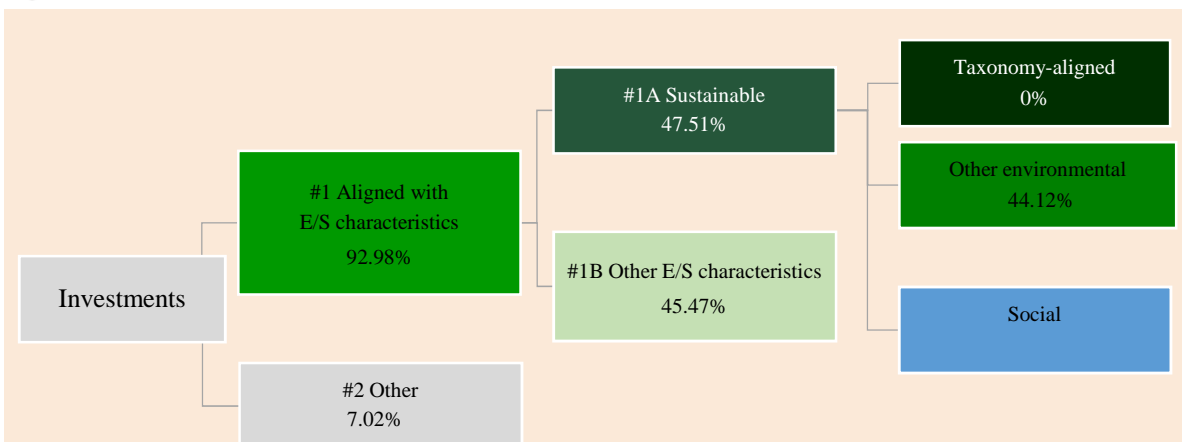 Investments
#1 Aligned with
E/S characteristics
92.98%
#2 Other
7.02%
#1A Sustainable
47.51%
#1B Other E/S characteristics
45.47%
Taxonomy-aligned
0%
Other environmental
44.12%
Social